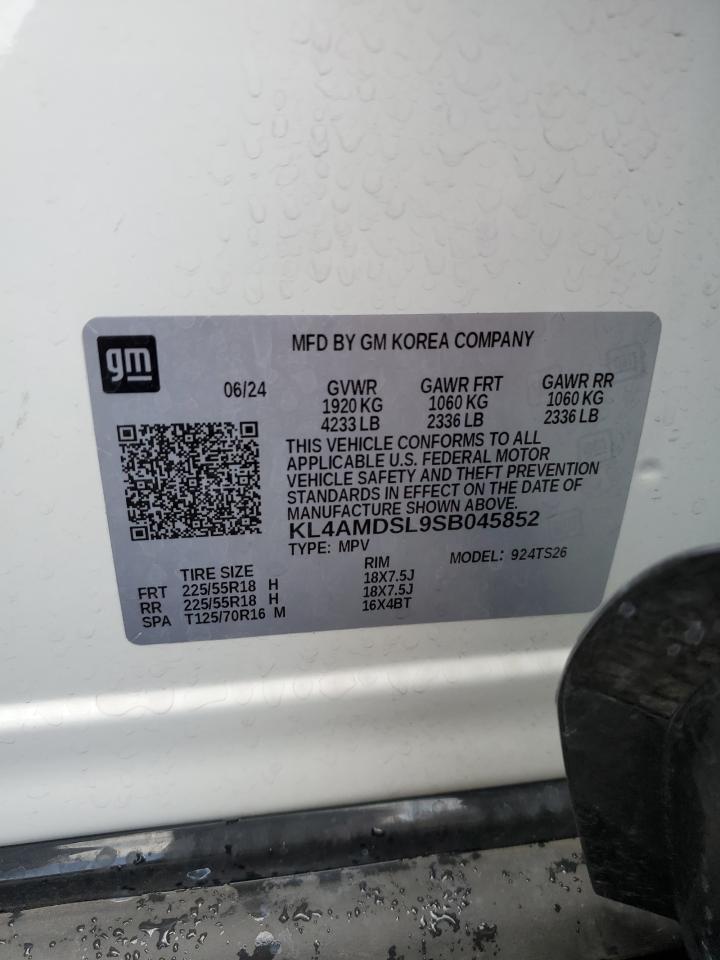 gm
MFD BY GM KOREA COMPANY
06/24 GVWR GAWR FRT GAWR RR
1920 KG 1060 KG 1060 KG
4233 LB 2336 LB 2336 LB
THIS VEHICLE CONFORMS TO ALL
APPLICABLE U.S. FEDERAL MOTOR
VEHICLE SAFETY AND THEFT PREVENTION
STANDARDS IN EFFECT ON THE DATE OF
MANUFACTURE SHOWN ABOVE.
KL4AMDSL9SB045852
TYPE: MPV MODEL: 924TS26
TIRE SIZE RIM
FRT 225/55R18 H 18X7.5J
RR 225/55R18 H 18X7.5J
SPA T125/70R16 M 16X4BT